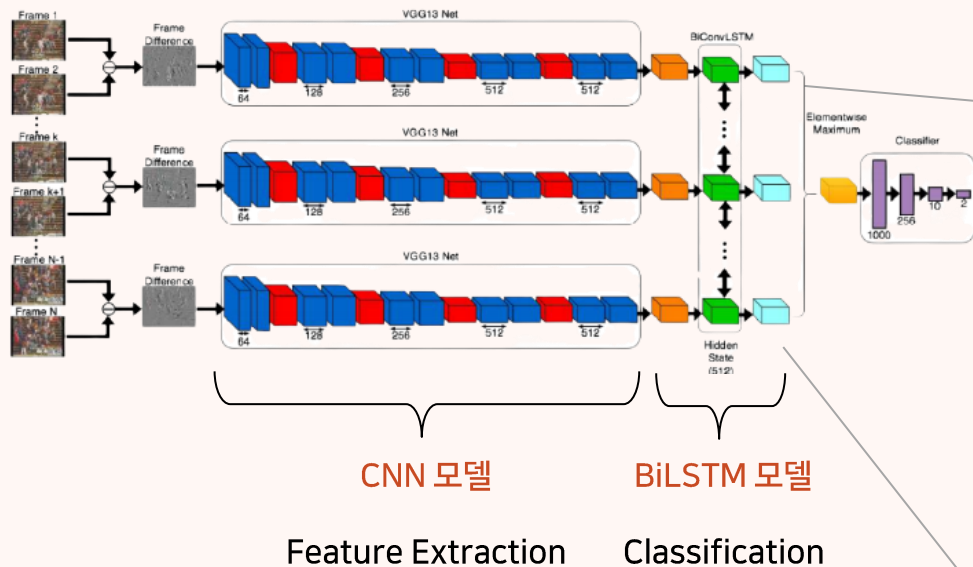 VGG13 Net
Frame 1
Frame Difference
64
128
256
512
512
BiConvLSTM
Frame 2
Frame k
VGG13 Net
Frame Difference
64
128
256
512
512
Frame k+1
Elementwise Maximum
Classifier
1000
256
10
2
Frame N-1
VGG13 Net
Frame Difference
64
128
256
512
512
Frame N
Hidden State (512)
CNN 모델
BiLSTM 모델
Feature Extraction
Classification